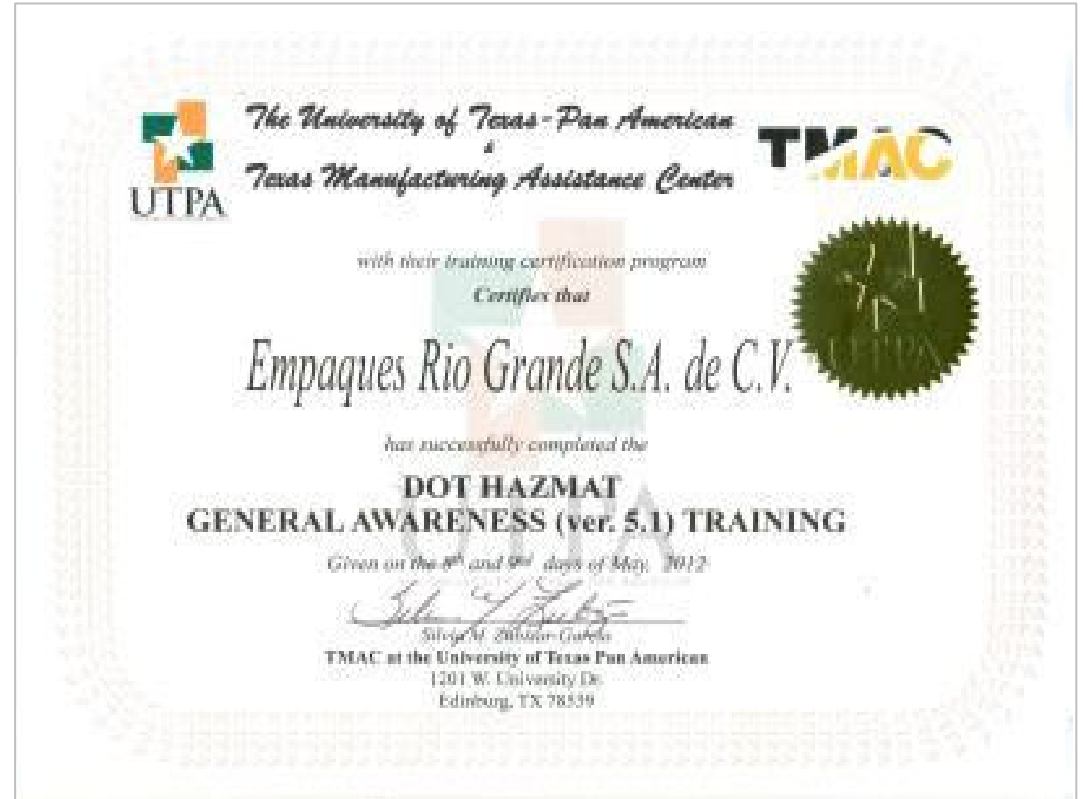 The University of Texas-Pan American
&
Texas Manufacturing Assistance Center
UTPA
TMAC
with their training certification program
Certifies that
Empaques Rio Grande S.A. de C.V.
UTPA
has successfully completed the
DOT HAZMAT
GENERAL AWARENESS (ver. 5.1) TRAINING
UTPA
Given on the 8th and 9th days of May, 2012
Silvia M.
TMAC at the University of Texas Pan American
1201 W. University Dr.
Edinburg, TX 78539